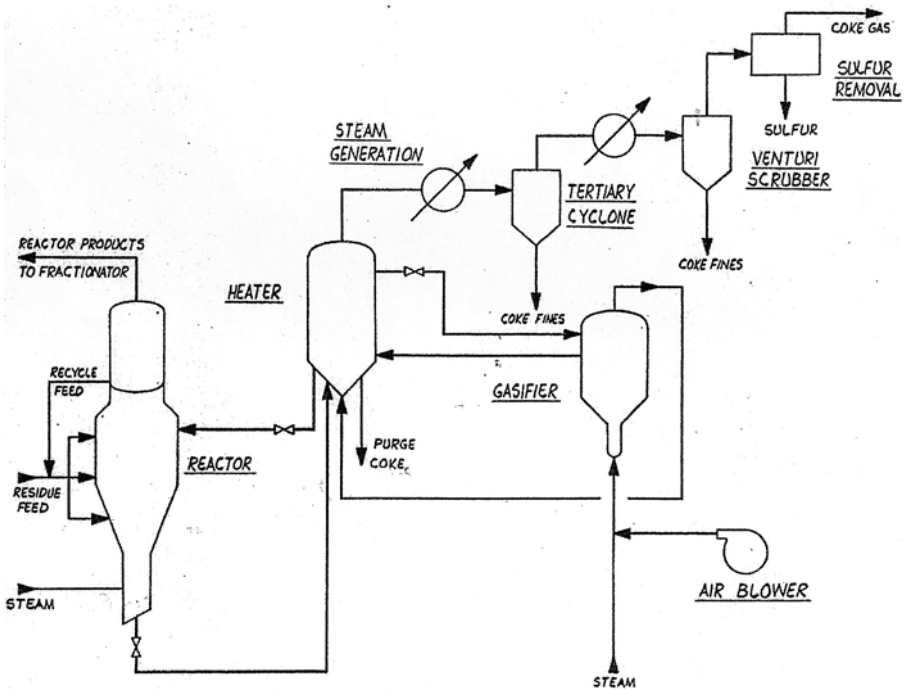 COKE GAS
SULFUR
REMOVAL
SULFUR
VENTURI
SCRUBBER
STEAM
GENERATION
TERTIARY
CYCLONE
COKE FINES
REACTOR PRODUCTS
TO FRACTIONATOR
HEATER
COKE FINES
RECYCLE
FEED
GASIFIER
PURGE
COKE
REACTOR
RESIDUE
FEED
AIR BLOWER
STEAM
STEAM